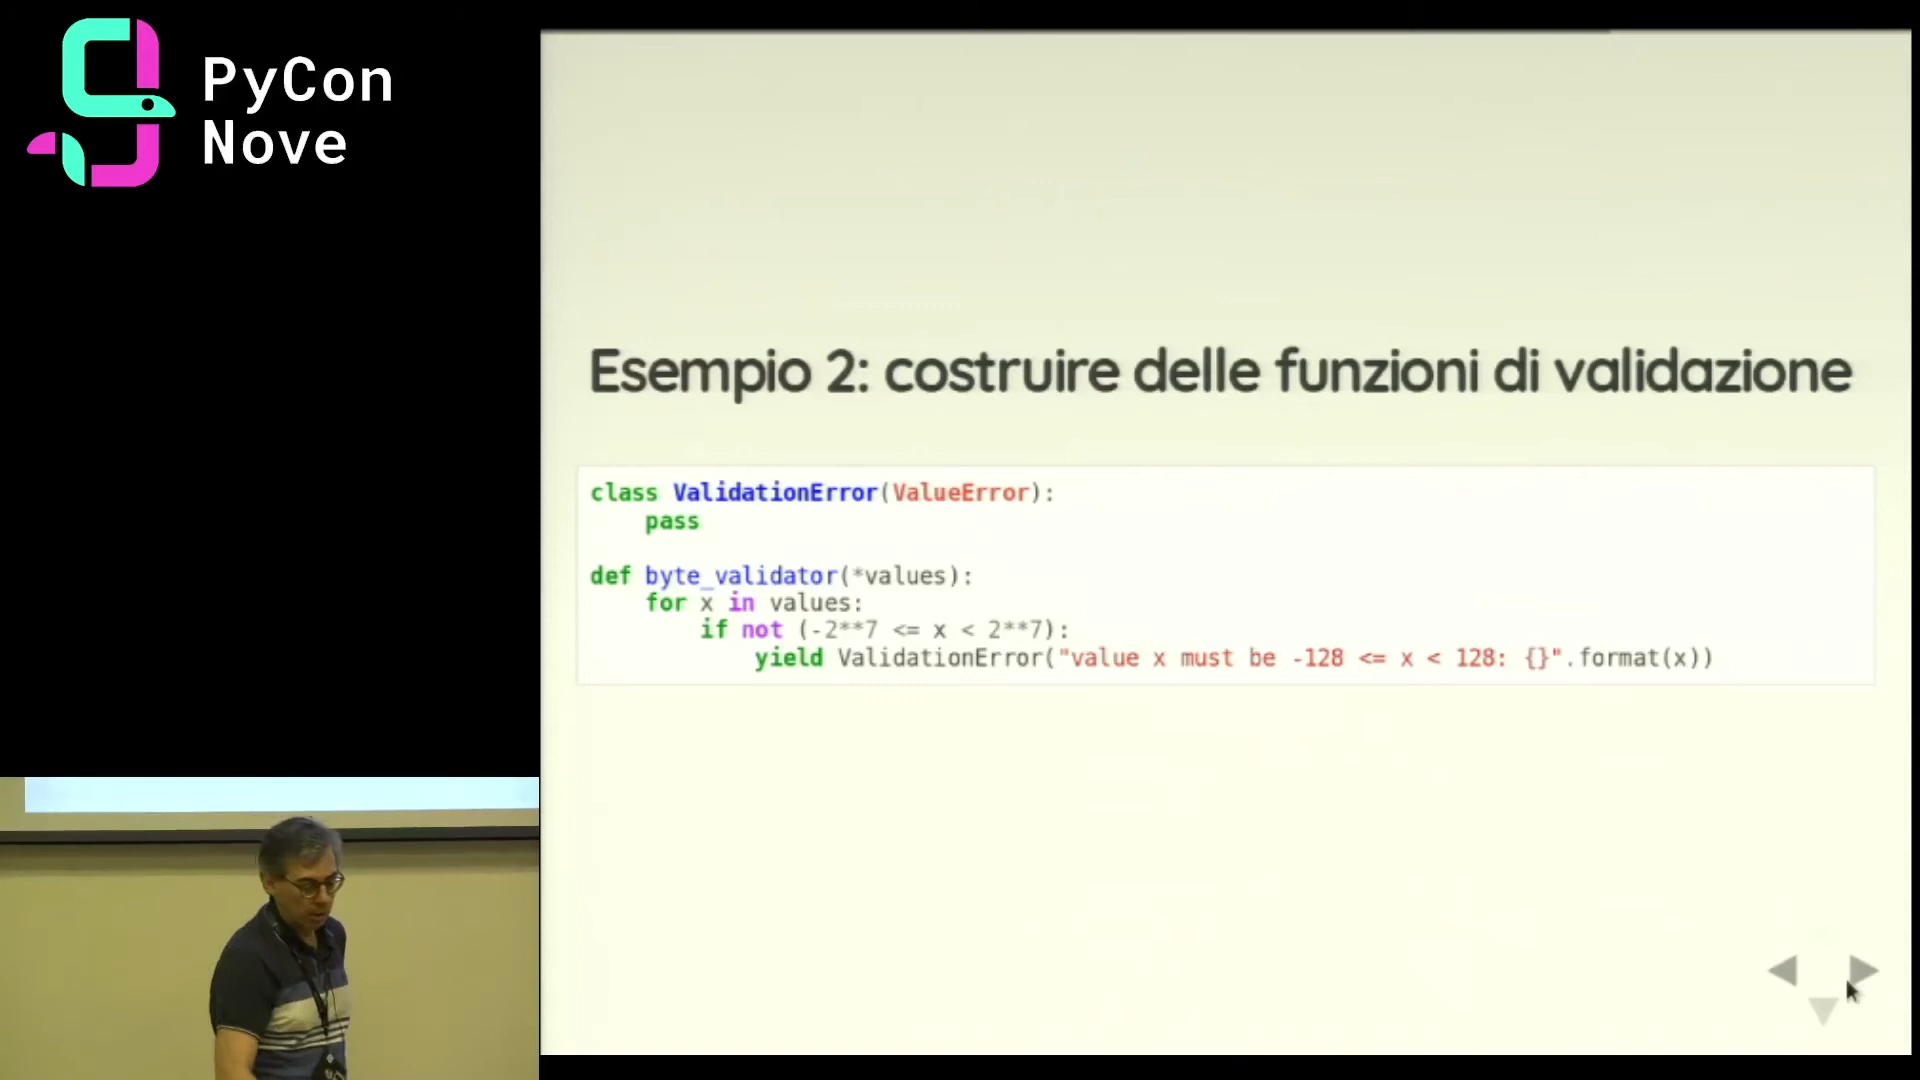 PyCon
Nove
Esempio 2: costruire delle funzioni di validazione
class ValidationError(ValueError):
    pass
def byte_validator(*values):
    for x in values:
        if not (-2**7 <= x < 2**7):
            yield ValidationError("value x must be -128 <= x < 128: {}".format(x))